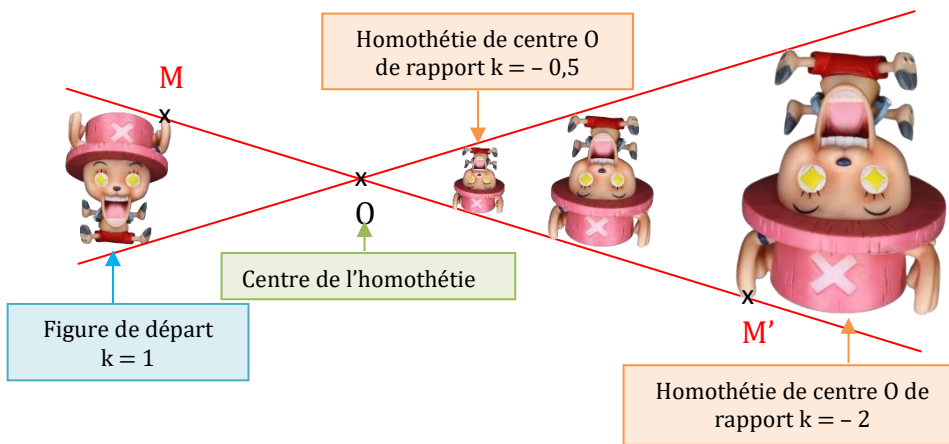 Homothétie de centre O
de rapport k = – 0,5
M
x
x
O
Centre de l’homothétie
Figure de départ
k = 1
x
M’
Homothétie de centre O de
rapport k = – 2